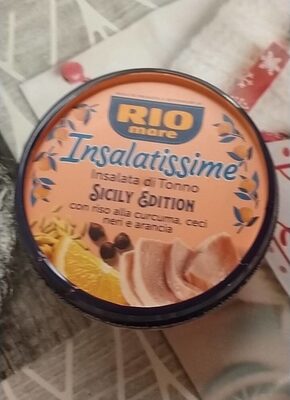 RIO
mare
Insalatissime
Insalata di Tonno
SICILY EDITION
con riso alla curcuma, ceci
neri e arancia